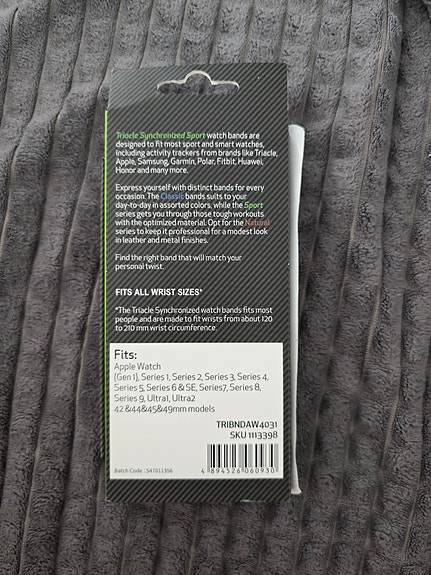 Triacle Synchronized Sport watch bands are
designed to fit most sport and smart watches,
including activity trackers from brands like Triacle,
Apple, Samsung, Garmin, Polar, Fitbit, Huawei,
Honor and many more.
Express yourself with distinct bands for every
occasion. The Classic bands suits to your
day-to-day in assorted colors, while the Sport
series gets you through those tough workouts
with the optimized material. Opt for the Natural
series to keep it professional for a modest look
in leather and metal finishes.
Find the right band that will match your
personal twist.
FITS ALL WRIST SIZES*
*The Triacle Synchronized watch bands fits most
people and are made to fit wrists from about 120
to 210 mm wrist circumference.
Fits:
Apple Watch
(Gen 1), Series 1, Series 2, Series 3, Series 4,
Series 5, Series 6 & SE, Series7, Series 8,
Series 9, Ultra1, Ultra2
42 &44&45&49mm models
TRIBNDAW4031
SKU 1113398
4 894526 060930
Batch Code : S47011356